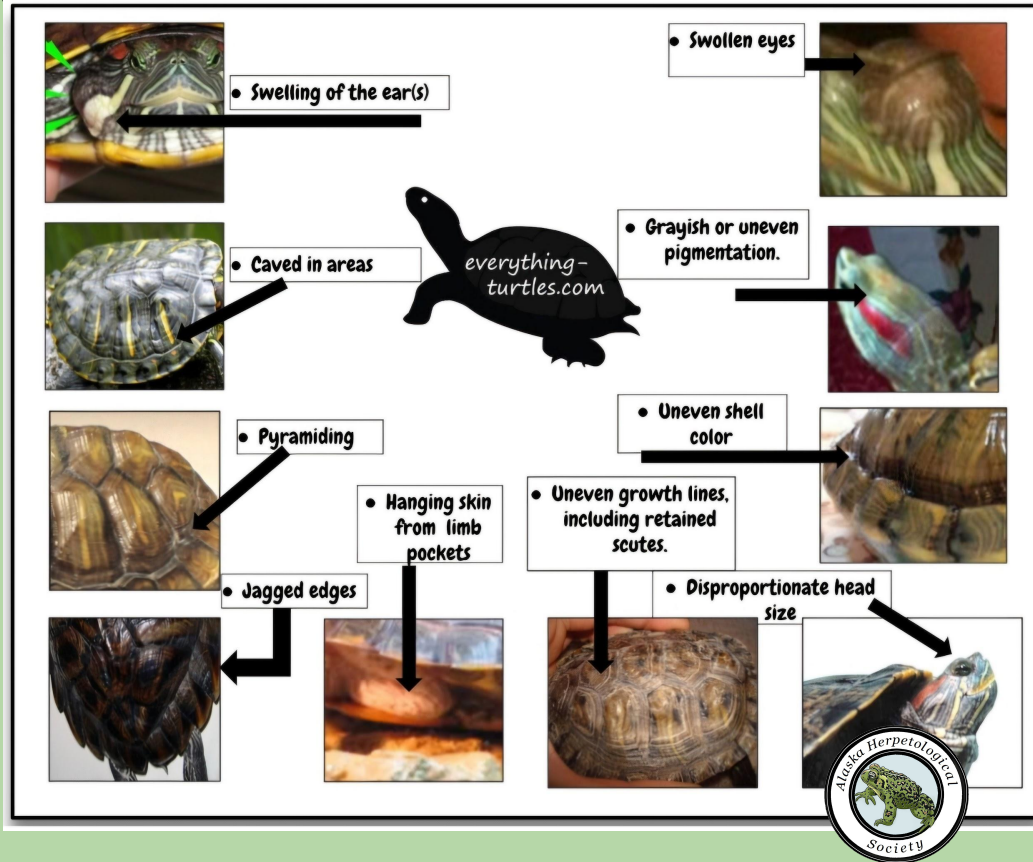 • Swelling of the ear(s)
• Swollen eyes
• Caved in areas
everything-
turtles.com
• Grayish or uneven
pigmentation.
• Pyramiding
• Uneven shell
color
• Hanging skin
from limb
pockets
• Uneven growth lines,
including retained
scutes.
• Jagged edges
• Disproportionate head
size
Alaska Herpetological
Society